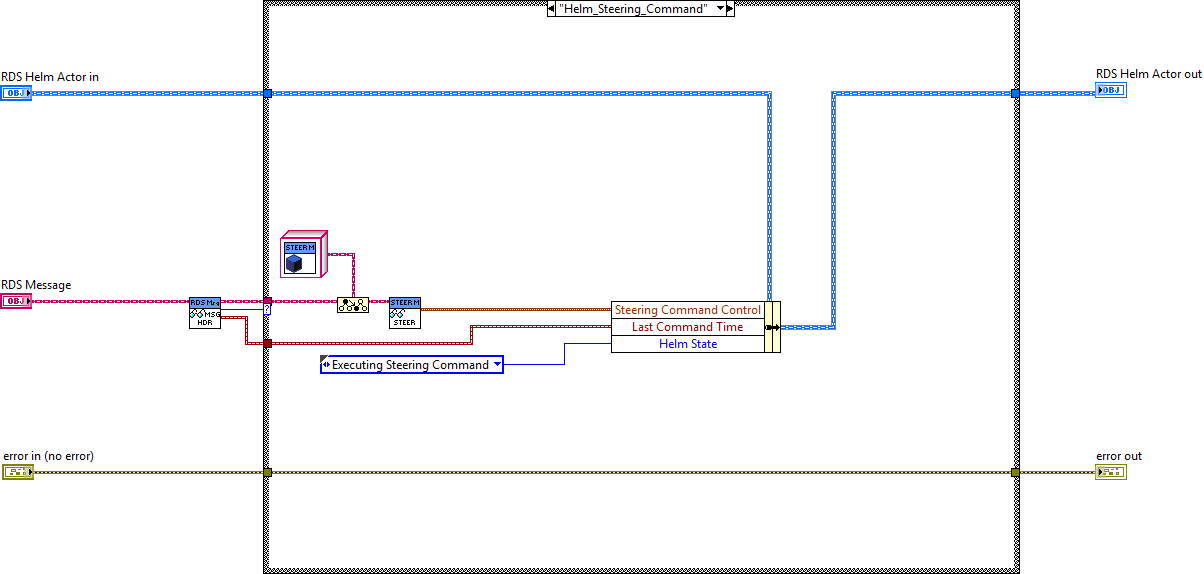 "Helm_Steering_Command"
RDS Helm Actor in
OBJ
RDS Helm Actor out
OBJ
STEER M
RDS Message
OBJ
RDS Msg
MSG
HDR
?
STEER M
STEER
Steering Command Control
Last Command Time
Helm State
Executing Steering Command
error in (no error)
error out